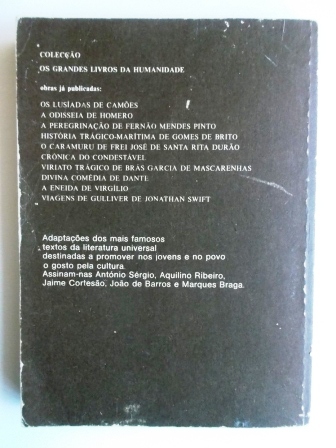 COLECÇÃO
OS GRANDES LIVROS DA HUMANIDADE
obras já publicadas:
OS LUSÍADAS DE CAMÕES
A ODISSEIA DE HOMERO
A PEREGRINAÇÃO DE FERNÃO MENDES PINTO
HISTÓRIA TRÁGICO-MARÍTIMA DE GOMES DE BRITO
O CARAMURU DE FREI JOSÉ DE SANTA RITA DURÃO
CRÓNICA DO CONDESTÁVEL
VIRIATO TRÁGICO DE BRÁS GARCIA DE MASCARENHAS
DIVINA COMÉDIA DE DANTE
A ENEIDA DE VIRGÍLIO
VIAGENS DE GULLIVER DE JONATHAN SWIFT
Adaptações dos mais famosos
textos da literatura universal
destinadas a promover nos jovens e no povo
o gosto pela cultura.
Assinam-nas António Sérgio, Aquilino Ribeiro,
Jaime Cortesão, João de Barros e Marques Braga.